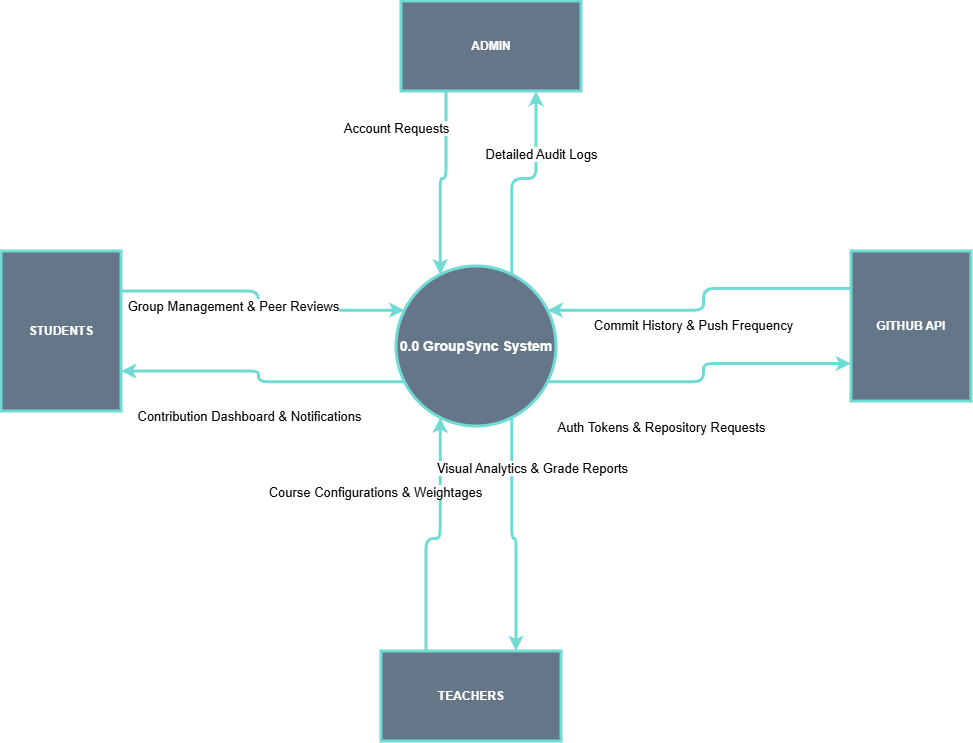 ADMIN
Account Requests
Detailed Audit Logs
STUDENTS
Group Management & Peer Reviews
Contribution Dashboard & Notifications
0.0 GroupSync System
Commit History & Push Frequency
GITHUB API
Auth Tokens & Repository Requests
Visual Analytics & Grade Reports
Course Configurations & Weightages
TEACHERS